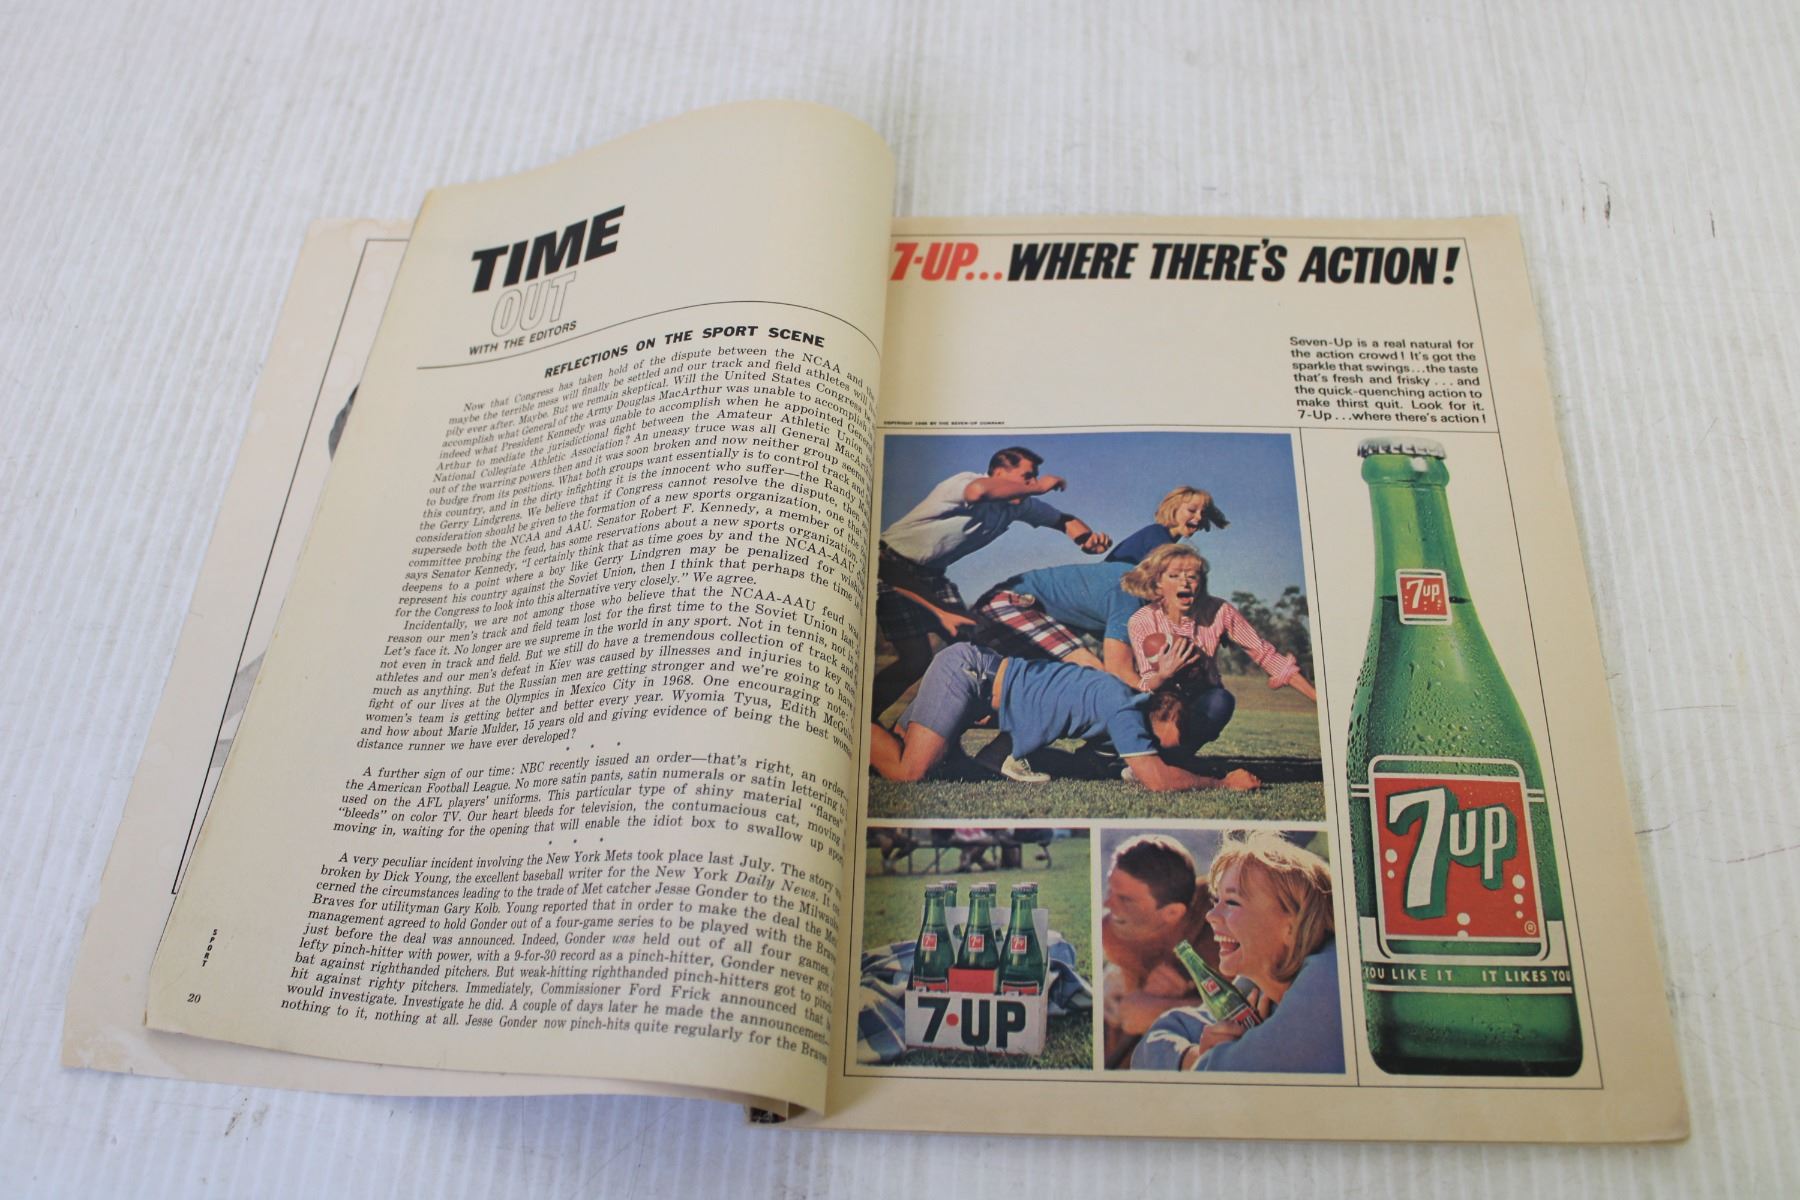 TIME
OUT
WITH THE EDITORS
REFLECTIONS ON THE SPORT SCENE
Now that Congress has taken hold of the dispute between the NCAA and the
maybe the terrible mess will finally be settled and our track and field athletes will
pily ever after. Maybe. But we remain skeptical. Will the United States Congress be
accomplish what General of the Army Douglas MacArthur was unable to accomplish,
indeed what President Kennedy was unable to accomplish when he appointed General
Arthur to mediate the jurisdictional fight between the Amateur Athletic Union
National Collegiate Athletic Association? An uneasy truce was all General MacArthur
out of the warring powers then and it was soon broken and now neither group seems
to budge from its positions. What both groups want essentially is to control track and
this country, and in the dirty infighting it is the innocent who suffer—the Randy
the Gerry Lindgrens. We believe that if Congress cannot resolve the dispute, then
consideration should be given to the formation of a new sports organization, one that
supersede both the NCAA and AAU. Senator Robert F. Kennedy, a member of the
committee probing the feud, has some reservations about a new sports organization.
says Senator Kennedy, "I certainly think that as time goes by and the NCAA-AAU
deepens to a point where a boy like Gerry Lindgren may be penalized for wishing
represent his country against the Soviet Union, then I think that perhaps the time is
for the Congress to look into this alternative very closely." We agree.
Incidentally, we are not among those who believe that the NCAA-AAU feud was
reason our men's track and field team lost for the first time to the Soviet Union last
Let's face it. No longer are we supreme in the world in any sport. Not in tennis, not in
not even in track and field. But we still do have a tremendous collection of track and
athletes and our men's defeat in Kiev was caused by illnesses and injuries to key men
much as anything. But the Russian men are getting stronger and we're going to have
fight of our lives at the Olympics in Mexico City in 1968. One encouraging note:
women's team is getting better and better every year. Wyomia Tyus, Edith McGuire
and how about Marie Mulder, 15 years old and giving evidence of being the best women
distance runner we have ever developed?
• • •
A further sign of our time: NBC recently issued an order—that's right, an order—
the American Football League. No more satin pants, satin numerals or satin lettering
used on the AFL players' uniforms. This particular type of shiny material "flares"
"bleeds" on color TV. Our heart bleeds for television, the contumacious cat, moving
moving in, waiting for the opening that will enable the idiot box to swallow up sport
• • •
A very peculiar incident involving the New York Mets took place last July. The story
broken by Dick Young, the excellent baseball writer for the New York Daily News. It
cerned the circumstances leading to the trade of Met catcher Jesse Gonder to the Milwaukee
Braves for utilityman Gary Kolb. Young reported that in order to make the deal the Mets
management agreed to hold Gonder out of a four-game series to be played with the Braves
just before the deal was announced. Indeed, Gonder was held out of all four games.
lefty pinch-hitter with power, with a 9-for-30 record as a pinch-hitter, Gonder never got
bat against righthanded pitchers. But weak-hitting righthanded pinch-hitters got to pinch
hit against righty pitchers. Immediately, Commissioner Ford Frick announced that
would investigate. Investigate he did. A couple of days later he made the announcement—
nothing to it, nothing at all. Jesse Gonder now pinch-hits quite regularly for the Braves
SPORT
20
7-UP...WHERE THERE'S ACTION!
Seven-Up is a real natural for
the action crowd! It's got the
sparkle that swings...the taste
that's fresh and frisky ... and
the quick-quenching action to
make thirst quit. Look for it.
7-Up...where there's action!
7up
7up
®
YOU LIKE IT IT LIKES YOU
7·UP